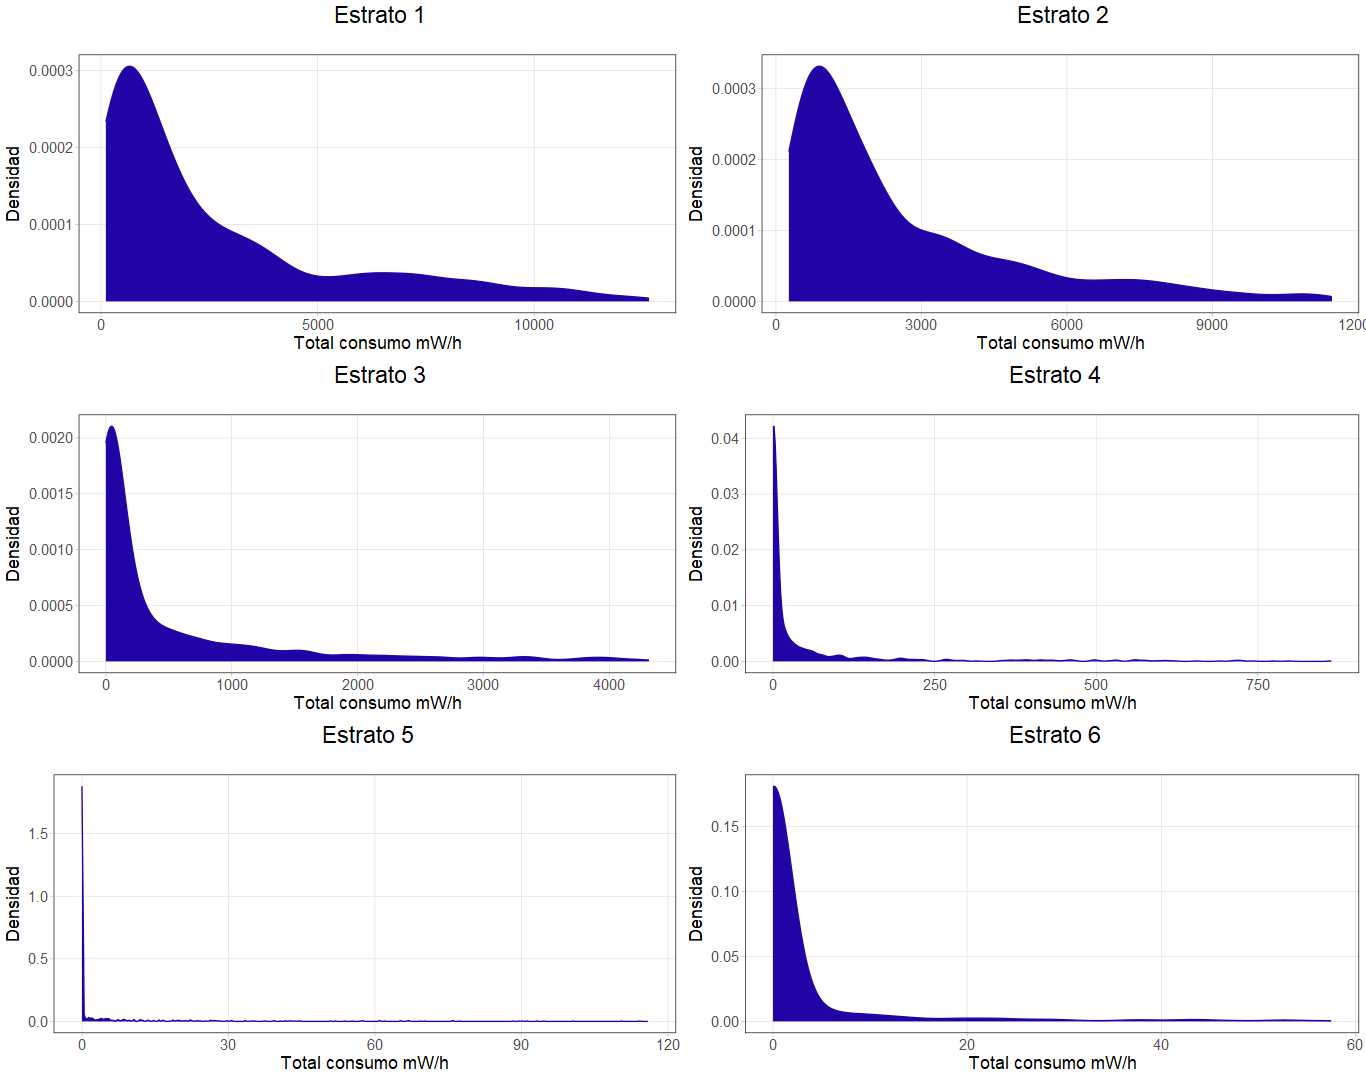 Estrato 1
Densidad
0.0003
0.0002
0.0001
0.0000
0 5000 10000
Total consumo mW/h
Estrato 2
Densidad
0.0003
0.0002
0.0001
0.0000
0 3000 6000 9000 1200
Total consumo mW/h
Estrato 3
Densidad
0.0020
0.0015
0.0010
0.0005
0.0000
0 1000 2000 3000 4000
Total consumo mW/h
Estrato 4
Densidad
0.04
0.03
0.02
0.01
0.00
0 250 500 750
Total consumo mW/h
Estrato 5
Densidad
1.5
1.0
0.5
0.0
0 30 60 90 120
Total consumo mW/h
Estrato 6
Densidad
0.15
0.10
0.05
0.00
0 20 40 60
Total consumo mW/h